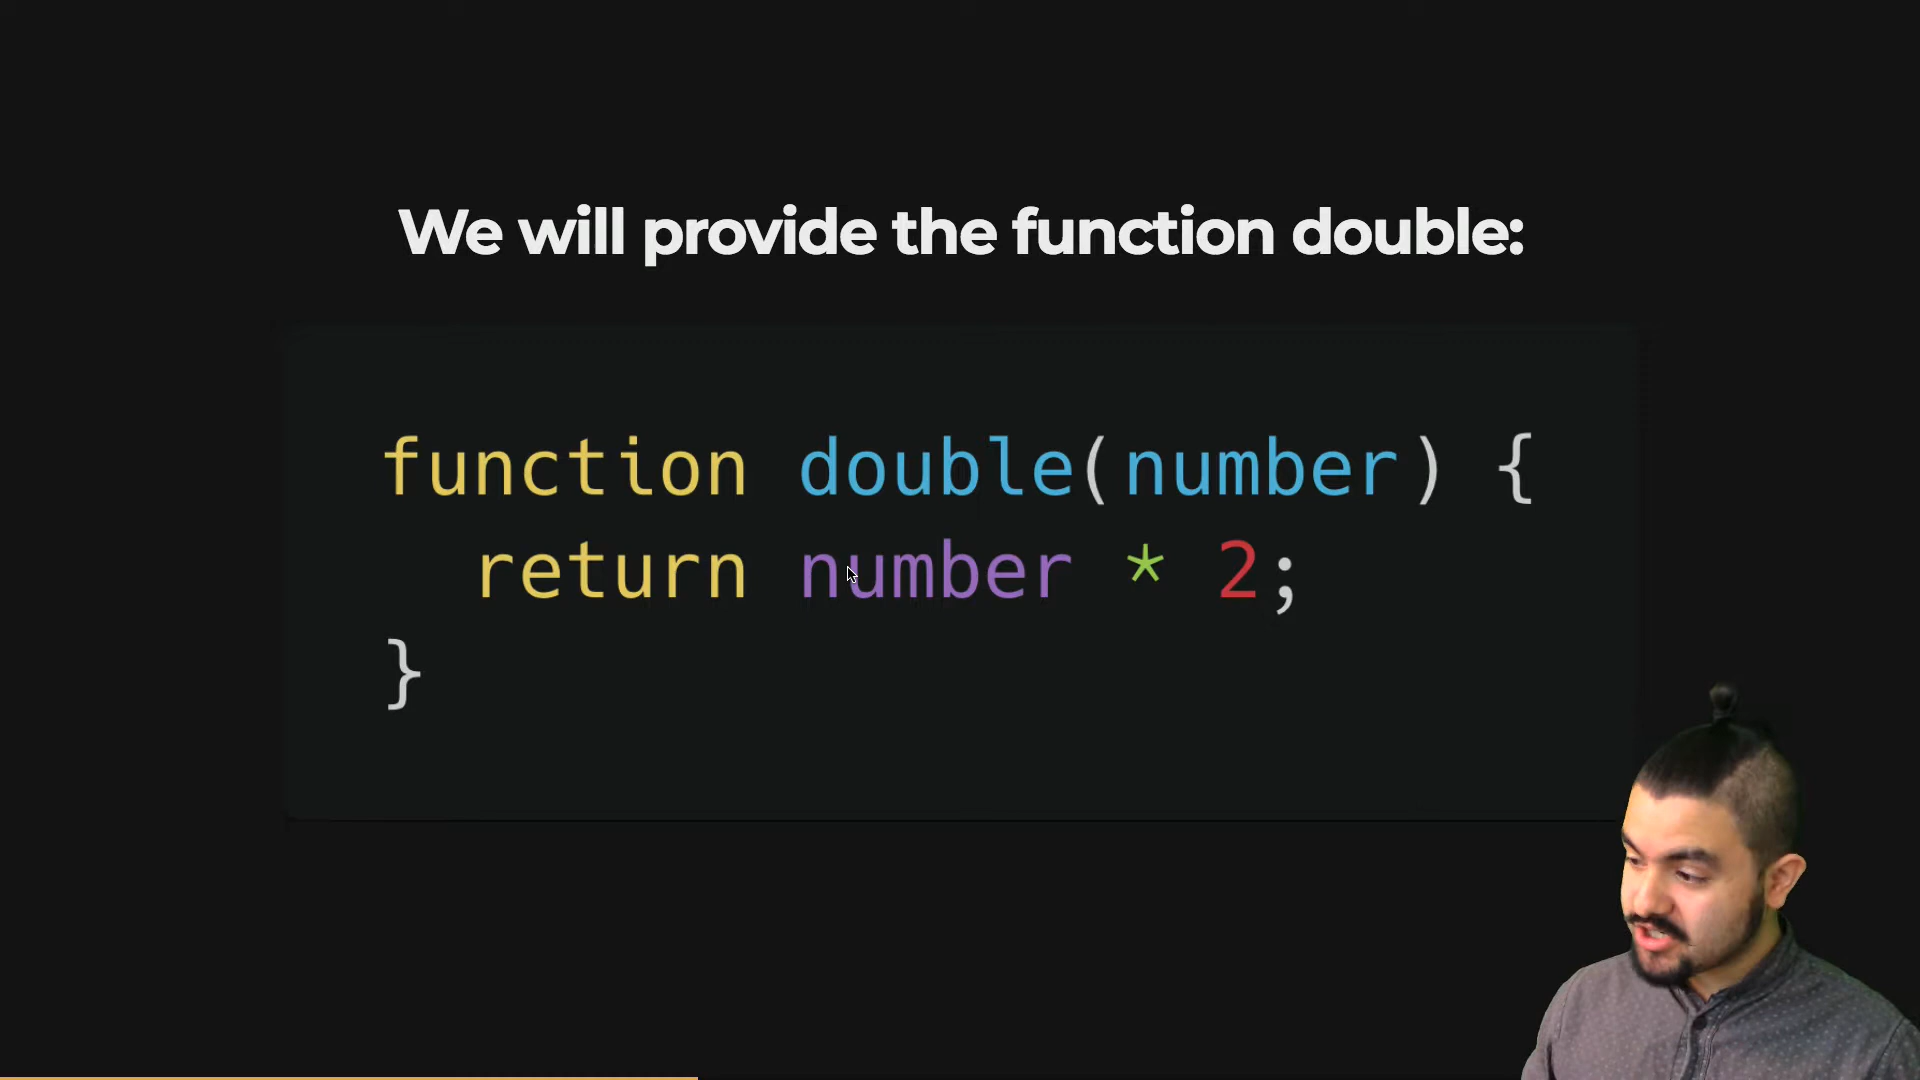 We will provide the function double:
function double(number) {
  return number * 2;
}